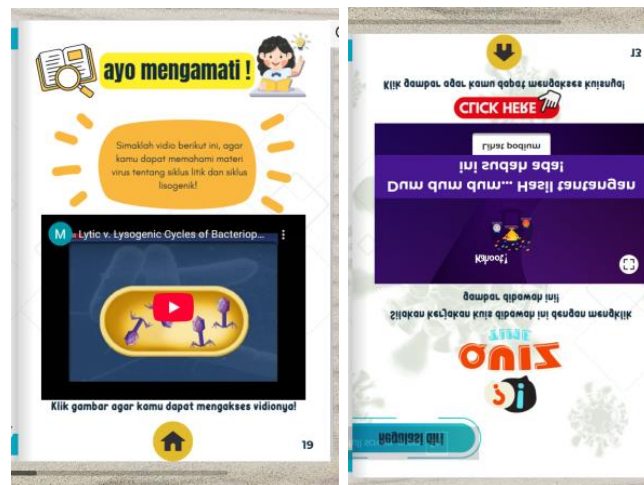 ayo mengamati !
Simaklah vidio berikut ini, agar
kamu dapat memahami materi
virus tentang siklus litik dan siklus
lisogenik!
M Lytic v. Lysogenic Cycles of Bacteriop...
Klik gambar agar kamu dapat mengakses vidionya!
19
Regulasi diri
QUIZ
TIME
Silakan kerjakan kuis dibawah ini dengan mengklik
gambar dibawah ini!
Kahoot!
Dum dum dum... Hasil tantangan
ini sudah ada!
Lihat podium
CLICK HERE
Klik gambar agar kamu dapat mengakses kuisnya!
13